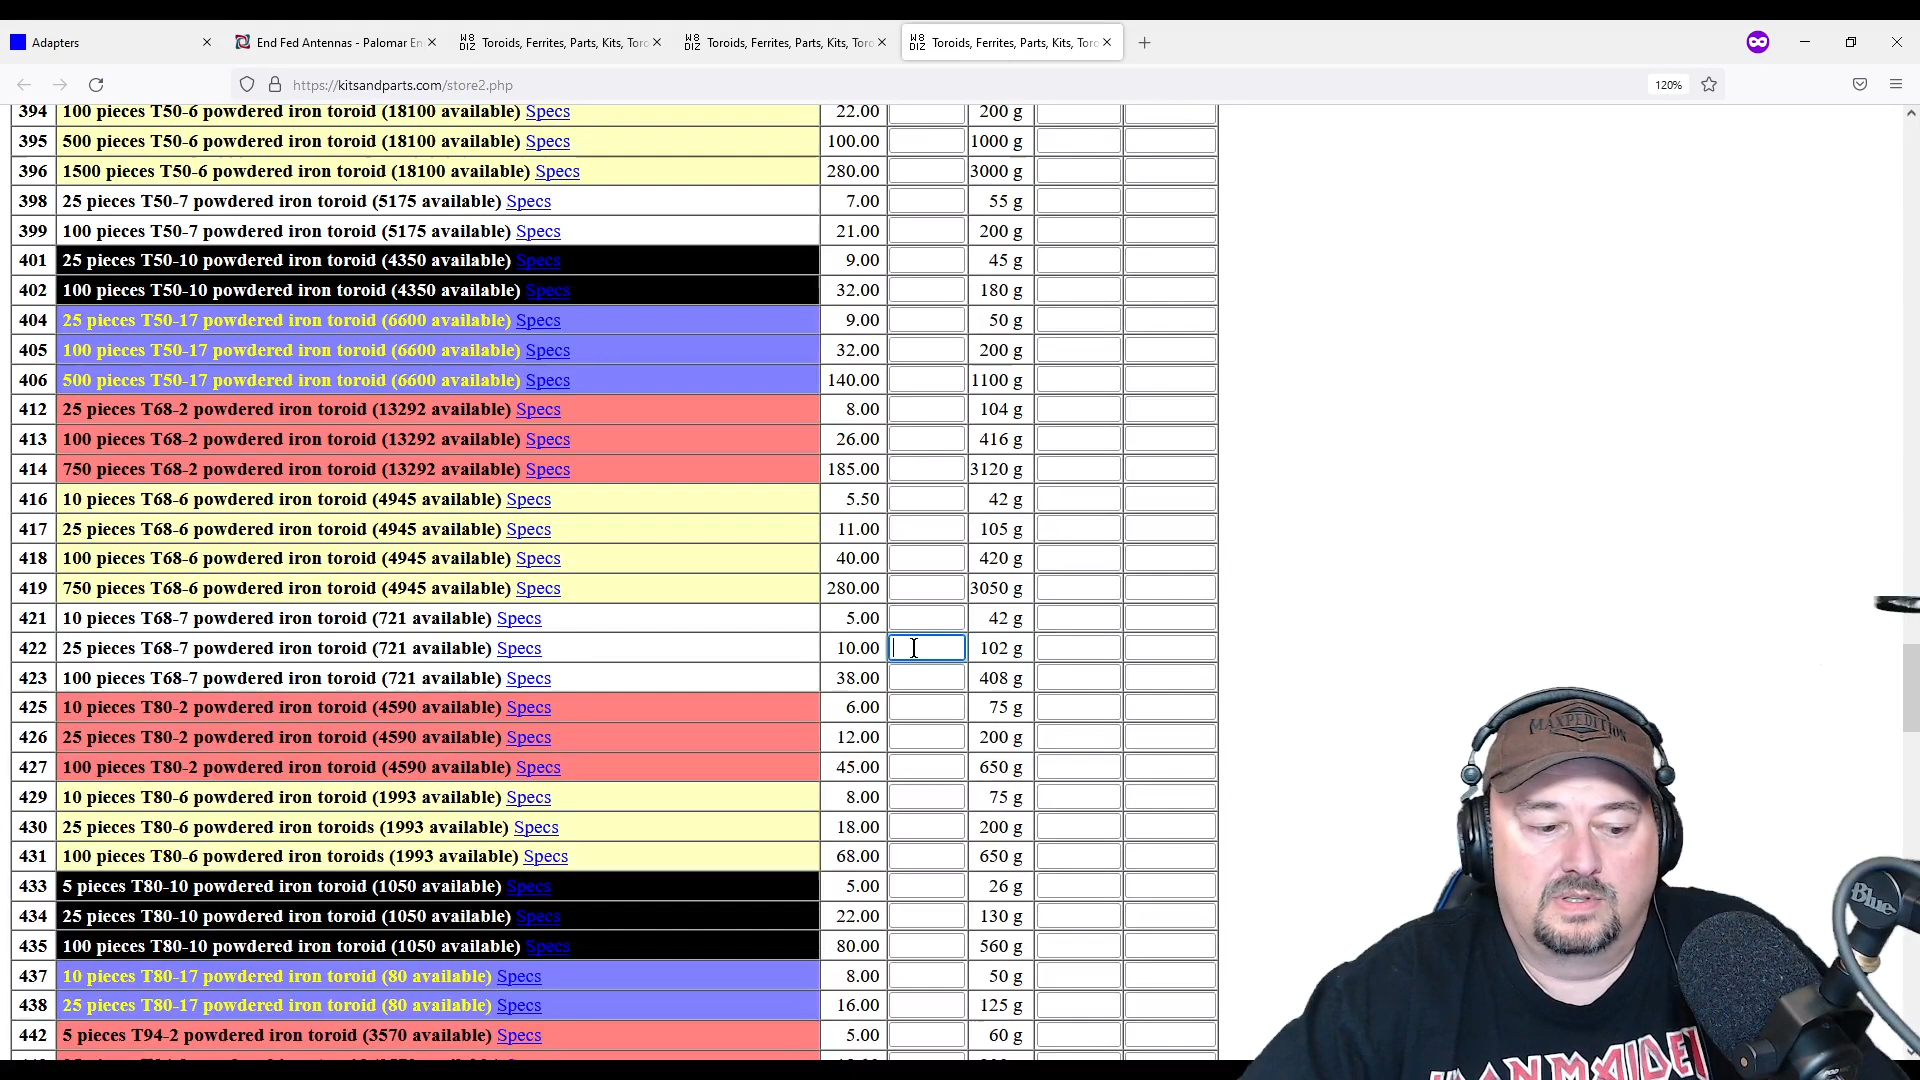 Adapters
End Fed Antennas - Palomar En
W8 DIZ Toroids, Ferrites, Parts, Kits, Toro
W8 DIZ Toroids, Ferrites, Parts, Kits, Toro
W8 DIZ Toroids, Ferrites, Parts, Kits, Toro
https://kitsandparts.com/store2.php 120%
394 100 pieces T50-6 powdered iron toroid (18100 available) Specs 22.00 200 g
395 500 pieces T50-6 powdered iron toroid (18100 available) Specs 100.00 1000 g
396 1500 pieces T50-6 powdered iron toroid (18100 available) Specs 280.00 3000 g
398 25 pieces T50-7 powdered iron toroid (5175 available) Specs 7.00 55 g
399 100 pieces T50-7 powdered iron toroid (5175 available) Specs 21.00 200 g
401 25 pieces T50-10 powdered iron toroid (4350 available) Specs 9.00 45 g
402 100 pieces T50-10 powdered iron toroid (4350 available) Specs 32.00 180 g
404 25 pieces T50-17 powdered iron toroid (6600 available) Specs 9.00 50 g
405 100 pieces T50-17 powdered iron toroid (6600 available) Specs 32.00 200 g
406 500 pieces T50-17 powdered iron toroid (6600 available) Specs 140.00 1100 g
412 25 pieces T68-2 powdered iron toroid (13292 available) Specs 8.00 104 g
413 100 pieces T68-2 powdered iron toroid (13292 available) Specs 26.00 416 g
414 750 pieces T68-2 powdered iron toroid (13292 available) Specs 185.00 3120 g
416 10 pieces T68-6 powdered iron toroid (4945 available) Specs 5.50 42 g
417 25 pieces T68-6 powdered iron toroid (4945 available) Specs 11.00 105 g
418 100 pieces T68-6 powdered iron toroid (4945 available) Specs 40.00 420 g
419 750 pieces T68-6 powdered iron toroid (4945 available) Specs 280.00 3050 g
421 10 pieces T68-7 powdered iron toroid (721 available) Specs 5.00 42 g
422 25 pieces T68-7 powdered iron toroid (721 available) Specs 10.00 102 g
423 100 pieces T68-7 powdered iron toroid (721 available) Specs 38.00 408 g
425 10 pieces T80-2 powdered iron toroid (4590 available) Specs 6.00 75 g
426 25 pieces T80-2 powdered iron toroid (4590 available) Specs 12.00 200 g
427 100 pieces T80-2 powdered iron toroid (4590 available) Specs 45.00 650 g
429 10 pieces T80-6 powdered iron toroid (1993 available) Specs 8.00 75 g
430 25 pieces T80-6 powdered iron toroids (1993 available) Specs 18.00 200 g
431 100 pieces T80-6 powdered iron toroids (1993 available) Specs 68.00 650 g
433 5 pieces T80-10 powdered iron toroid (1050 available) Specs 5.00 26 g
434 25 pieces T80-10 powdered iron toroid (1050 available) Specs 22.00 130 g
435 100 pieces T80-10 powdered iron toroid (1050 available) Specs 80.00 560 g
437 10 pieces T80-17 powdered iron toroid (80 available) Specs 8.00 50 g
438 25 pieces T80-17 powdered iron toroid (80 available) Specs 16.00 125 g
442 5 pieces T94-2 powdered iron toroid (3570 available) Specs 5.00 60 g
MAXPEDITION
Blue